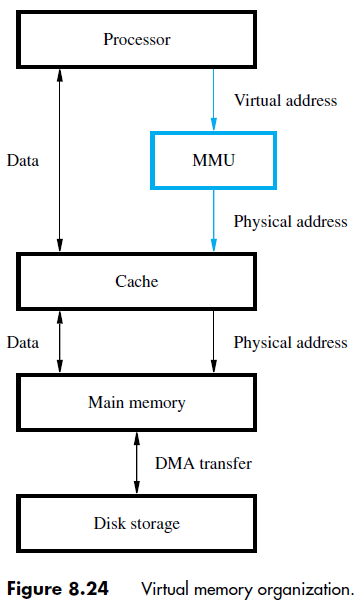 Processor
Virtual address
Data
MMU
Physical address
Cache
Data
Physical address
Main memory
DMA transfer
Disk storage
Figure 8.24 Virtual memory organization.